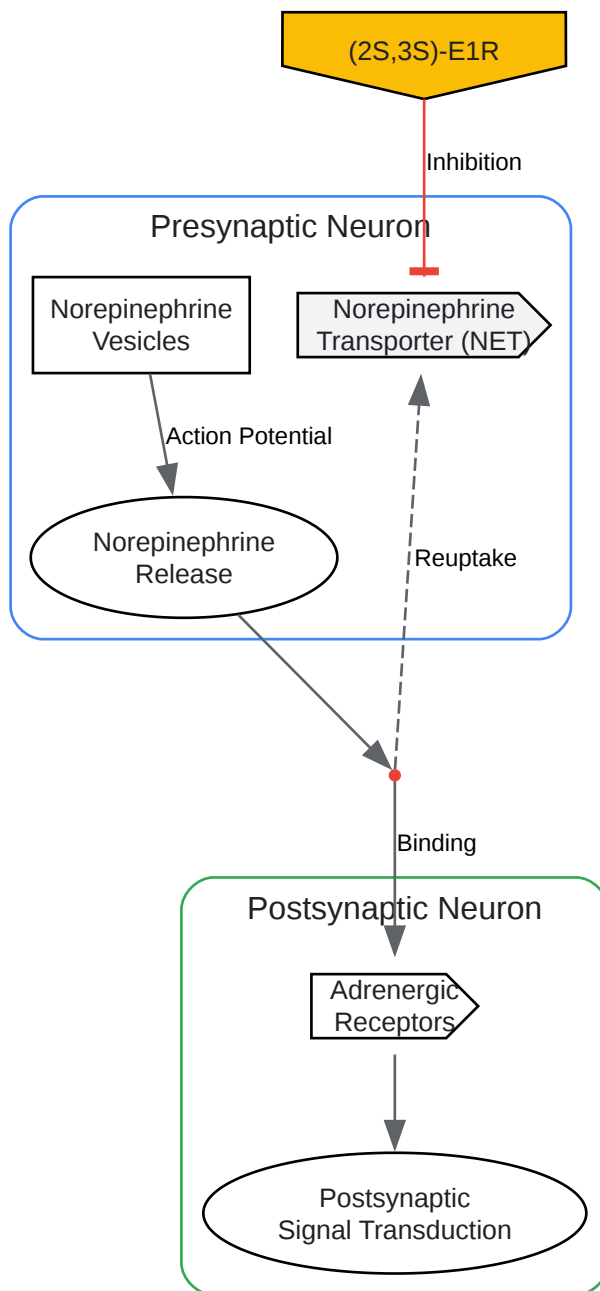 (2S,3S)-E1R
Inhibition
Presynaptic Neuron
Norepinephrine
Vesicles
Norepinephrine
Transporter (NET)
Action Potential
Norepinephrine
Release
Reuptake
Binding
Postsynaptic Neuron
Adrenergic
Receptors
Postsynaptic
Signal Transduction